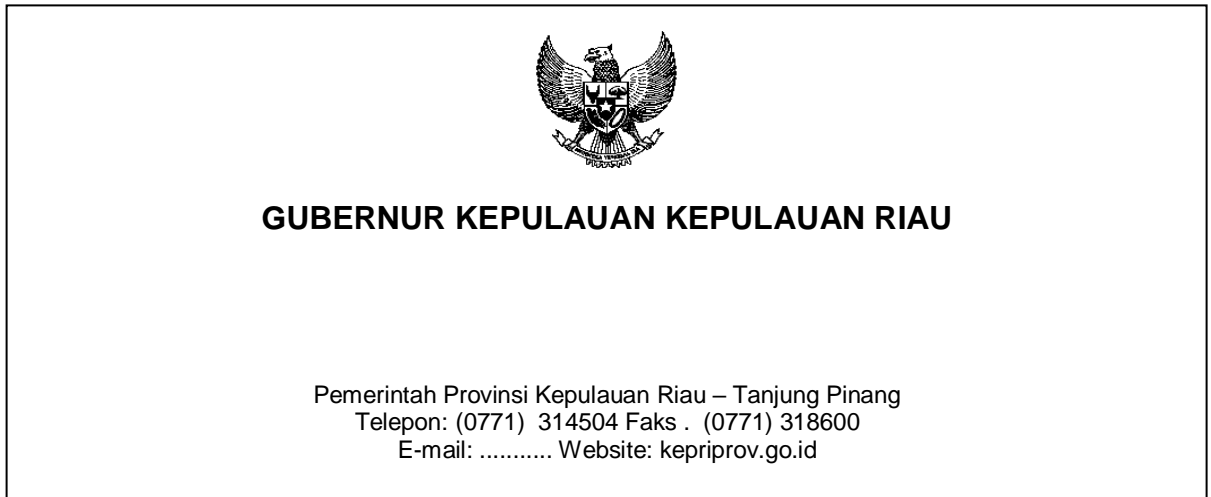 GUBERNUR KEPULAUAN KEPULAUAN RIAU
Pemerintah Provinsi Kepulauan Riau – Tanjung Pinang
Telepon: (0771) 314504 Faks . (0771) 318600
E-mail: ........... Website: kepriprov.go.id